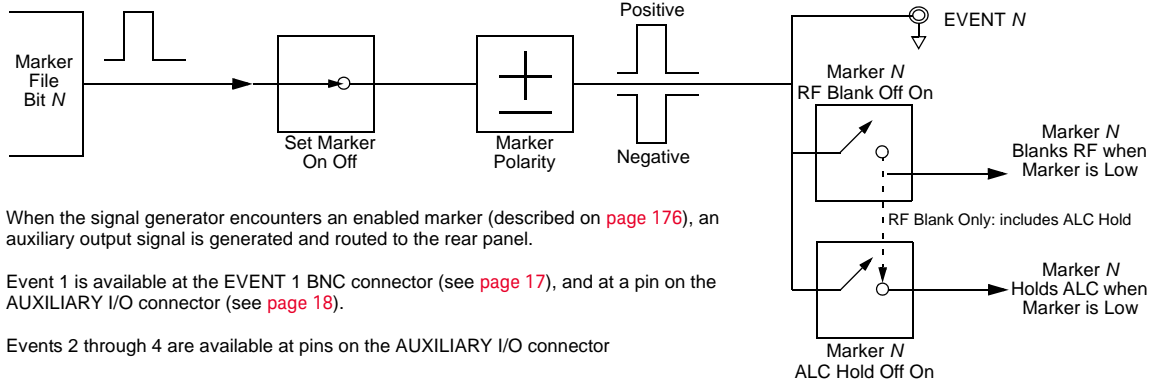 Positive
EVENT N
Marker
File
Bit N
Marker N
RF Blank Off On
Set Marker
On Off
Marker
Polarity
Negative
Marker N
Blanks RF when
Marker is Low
When the signal generator encounters an enabled marker (described on page 176), an
auxiliary output signal is generated and routed to the rear panel.
RF Blank Only: includes ALC Hold
Event 1 is available at the EVENT 1 BNC connector (see page 17), and at a pin on the
AUXILIARY I/O connector (see page 18).
Marker N
Holds ALC when
Marker is Low
Events 2 through 4 are available at pins on the AUXILIARY I/O connector
Marker N
ALC Hold Off On